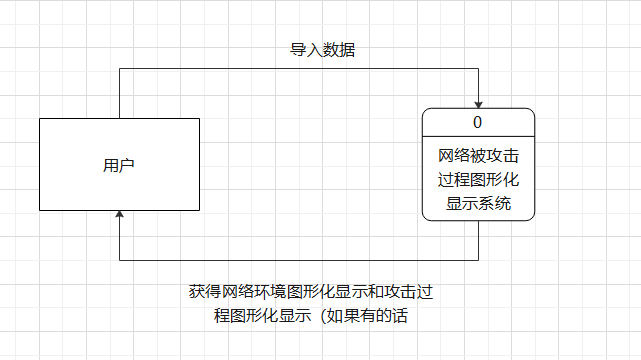 导入数据
0
用户
网络被攻击
过程图形化
显示系统
获得网络环境图形化显示和攻击过
程图形化显示（如果有的话